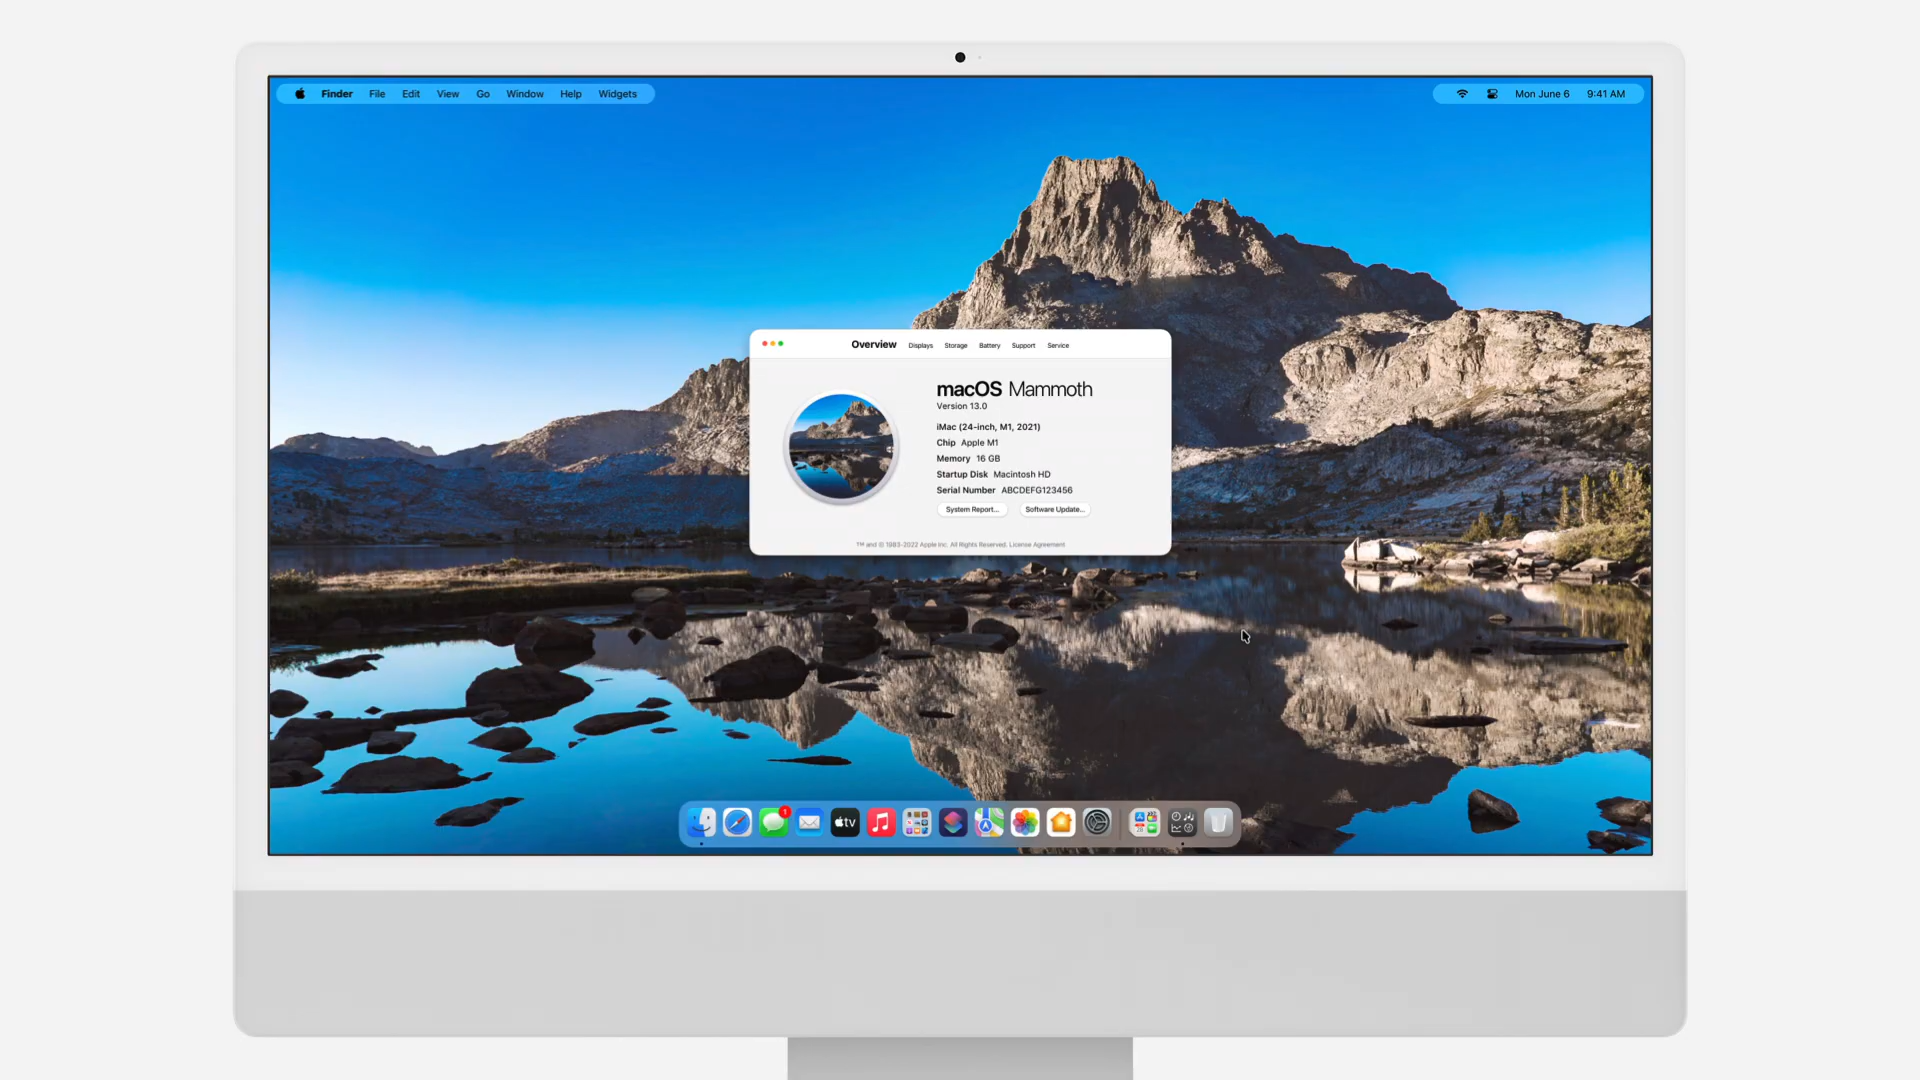 Finder File Edit View Go Window Help Widgets
Mon June 6 9:41 AM
Overview Displays Storage Battery Support Service
macOS Mammoth
Version 13.0
iMac (24-inch, M1, 2021)
Chip Apple M1
Memory 16 GB
Startup Disk Macintosh HD
Serial Number ABCDEFG123456
System Report... Software Update...
™ and © 1983-2022 Apple Inc. All Rights Reserved. License Agreement
1
tv